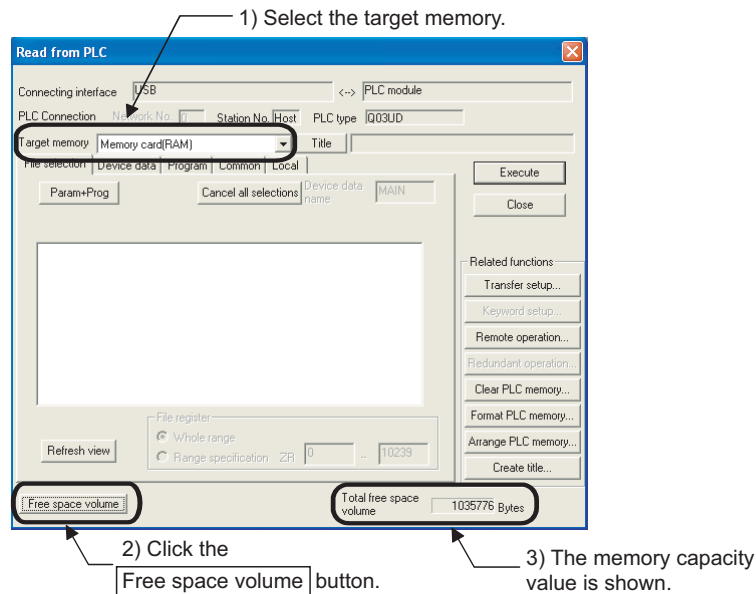 1) Select the target memory.
Read from PLC
Connecting interface USB <--> PLC module
PLC Connection Network No. 0 Station No. Host PLC type Q03UD
Target memory Memory card(RAM) Title
File selection Device data Program Common Local
Execute
Param+Prog Cancel all selections Device data name MAIN
Close
Related functions
Transfer setup...
Keyword setup...
Remote operation...
Redundant operation...
Clear PLC memory...
Format PLC memory...
Arrange PLC memory...
Create title...
File register
Whole range
Refresh view
Range specification ZR 0 .. 10239
Free space volume
Total free space volume 1035776 Bytes
2) Click the
Free space volume button.
3) The memory capacity
value is shown.